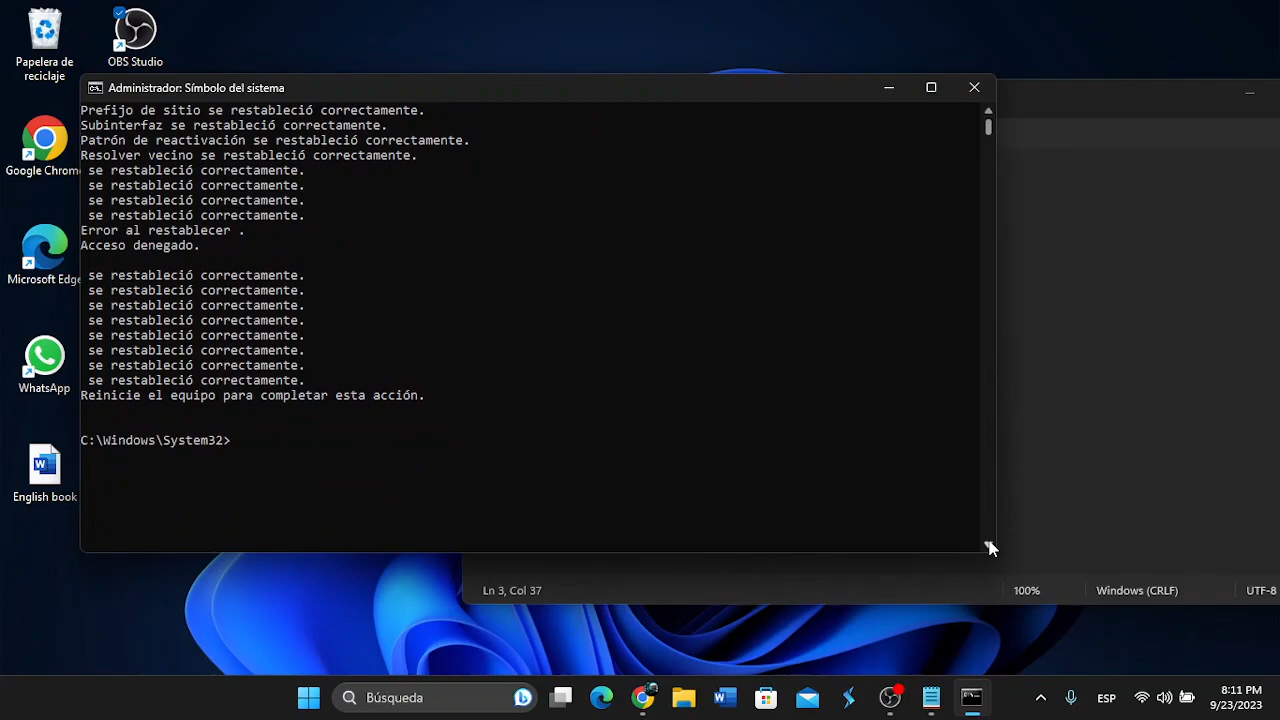 Papelera de
reciclaje
OBS Studio
Google Chrom
Microsoft Edg
WhatsApp
English book
Administrador: Símbolo del sistema
Prefijo de sitio se restableció correctamente.
Subinterfaz se restableció correctamente.
Patrón de reactivación se restableció correctamente.
Resolver vecino se restableció correctamente.
se restableció correctamente.
se restableció correctamente.
se restableció correctamente.
se restableció correctamente.
Error al restablecer .
Acceso denegado.
se restableció correctamente.
se restableció correctamente.
se restableció correctamente.
se restableció correctamente.
se restableció correctamente.
se restableció correctamente.
se restableció correctamente.
se restableció correctamente.
Reinicie el equipo para completar esta acción.
C:\Windows\System32>
Ln 3, Col 37
100%
Windows (CRLF)
UTF-8
Búsqueda
ESP
8:11 PM
9/23/2023